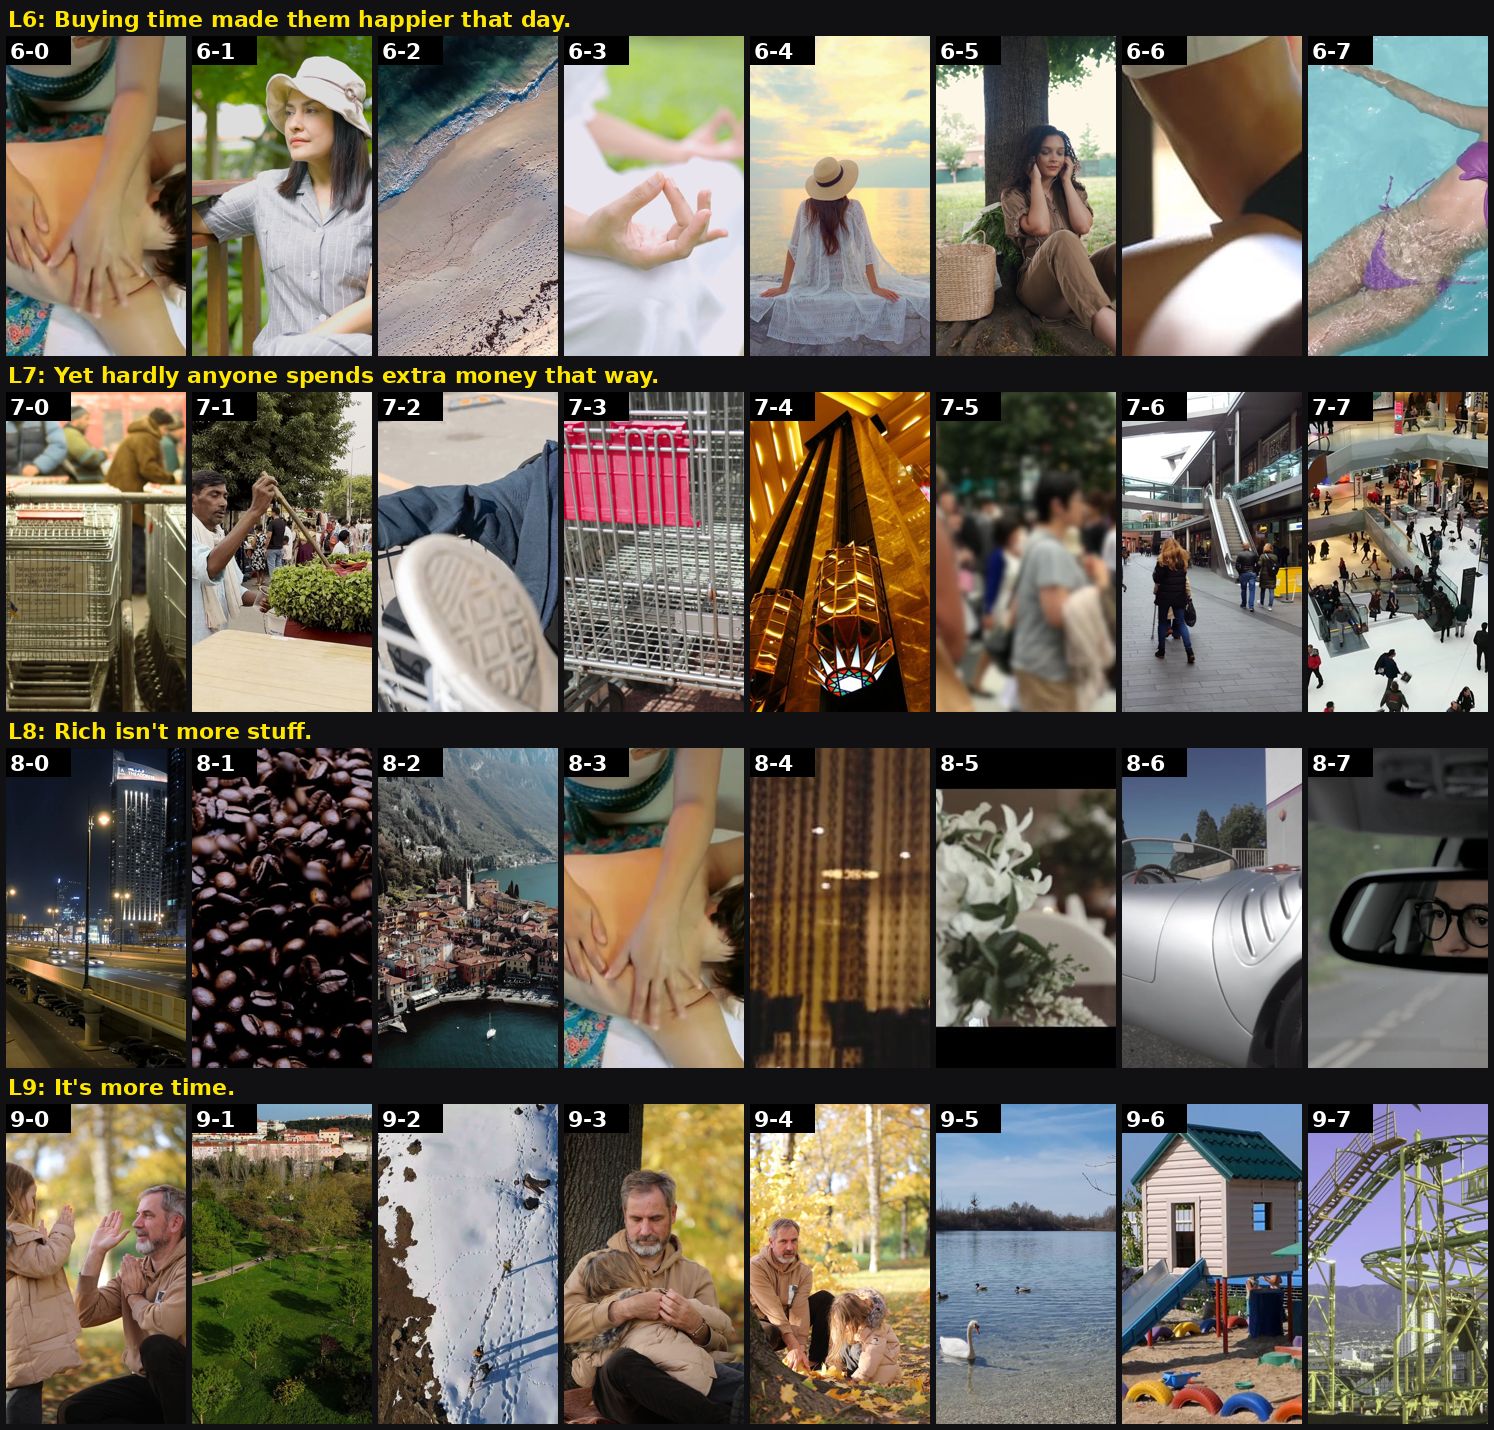 L6: Buying time made them happier that day.
6-0 6-1 6-2 6-3 6-4 6-5 6-6 6-7
L7: Yet hardly anyone spends extra money that way.
7-0 7-1 7-2 7-3 7-4 7-5 7-6 7-7
L8: Rich isn't more stuff.
8-0 8-1 8-2 8-3 8-4 8-5 8-6 8-7
L9: It's more time.
9-0 9-1 9-2 9-3 9-4 9-5 9-6 9-7